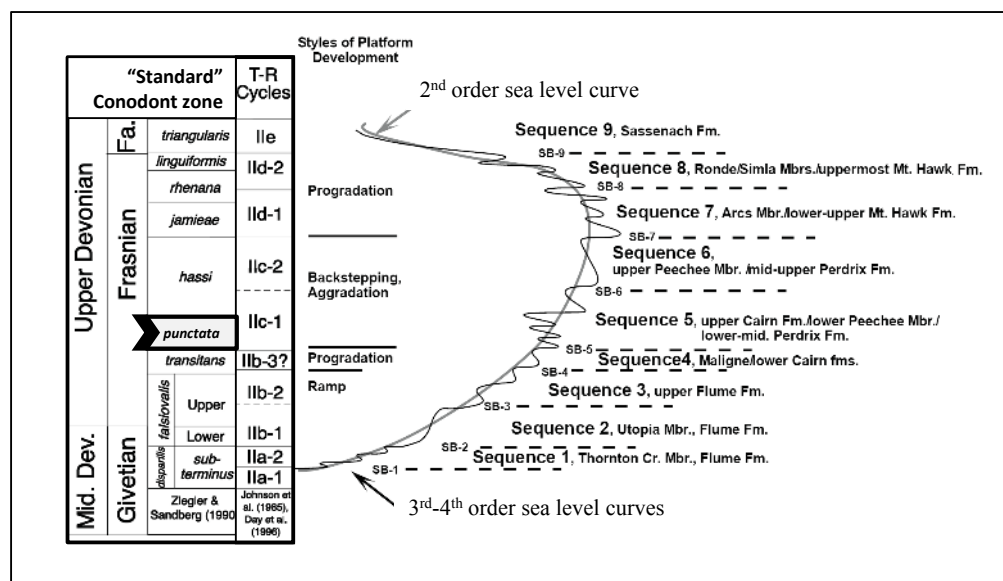 Styles of Platform
Development
“Standard”
Conodont zone
T-R
Cycles
2nd order sea level curve
Upper Devonian
Mid. Dev.
Fa.
Frasnian
Givetian
triangularis
IIe
Sequence 9, Sassenach Fm.
SB-9
linguiformis
IId-2
Sequence 8, Ronde/Simla Mbrs./uppermost Mt. Hawk Fm.
SB-8
rhenana
Progradation
jamieae
IId-1
Sequence 7, Arcs Mbr./lower-upper Mt. Hawk Fm.
SB-7
hassi
IIc-2
Backstepping,
Aggradation
Sequence 6,
upper Peechee Mbr. /mid-upper Perdrix Fm.
SB-6
punctata
IIc-1
Sequence 5, upper Cairn Fm./lower Peechee Mbr./
lower-mid. Perdrix Fm.
SB-5
transitans
IIb-3?
Progradation
Sequence4, Maligne/lower Cairn fms.
SB-4
falsiovalis
Upper
IIb-2
Ramp
Sequence 3, upper Flume Fm.
SB-3
Lower
IIb-1
Sequence 2, Utopia Mbr., Flume Fm.
SB-2
disparilis
sub-
terminus
IIa-2
IIa-1
Sequence 1, Thornton Cr. Mbr., Flume Fm.
SB-1
Ziegler &
Sandberg (1990
Johnson et
al. (1985),
Day et al.
(1996)
3rd-4th order sea level curves